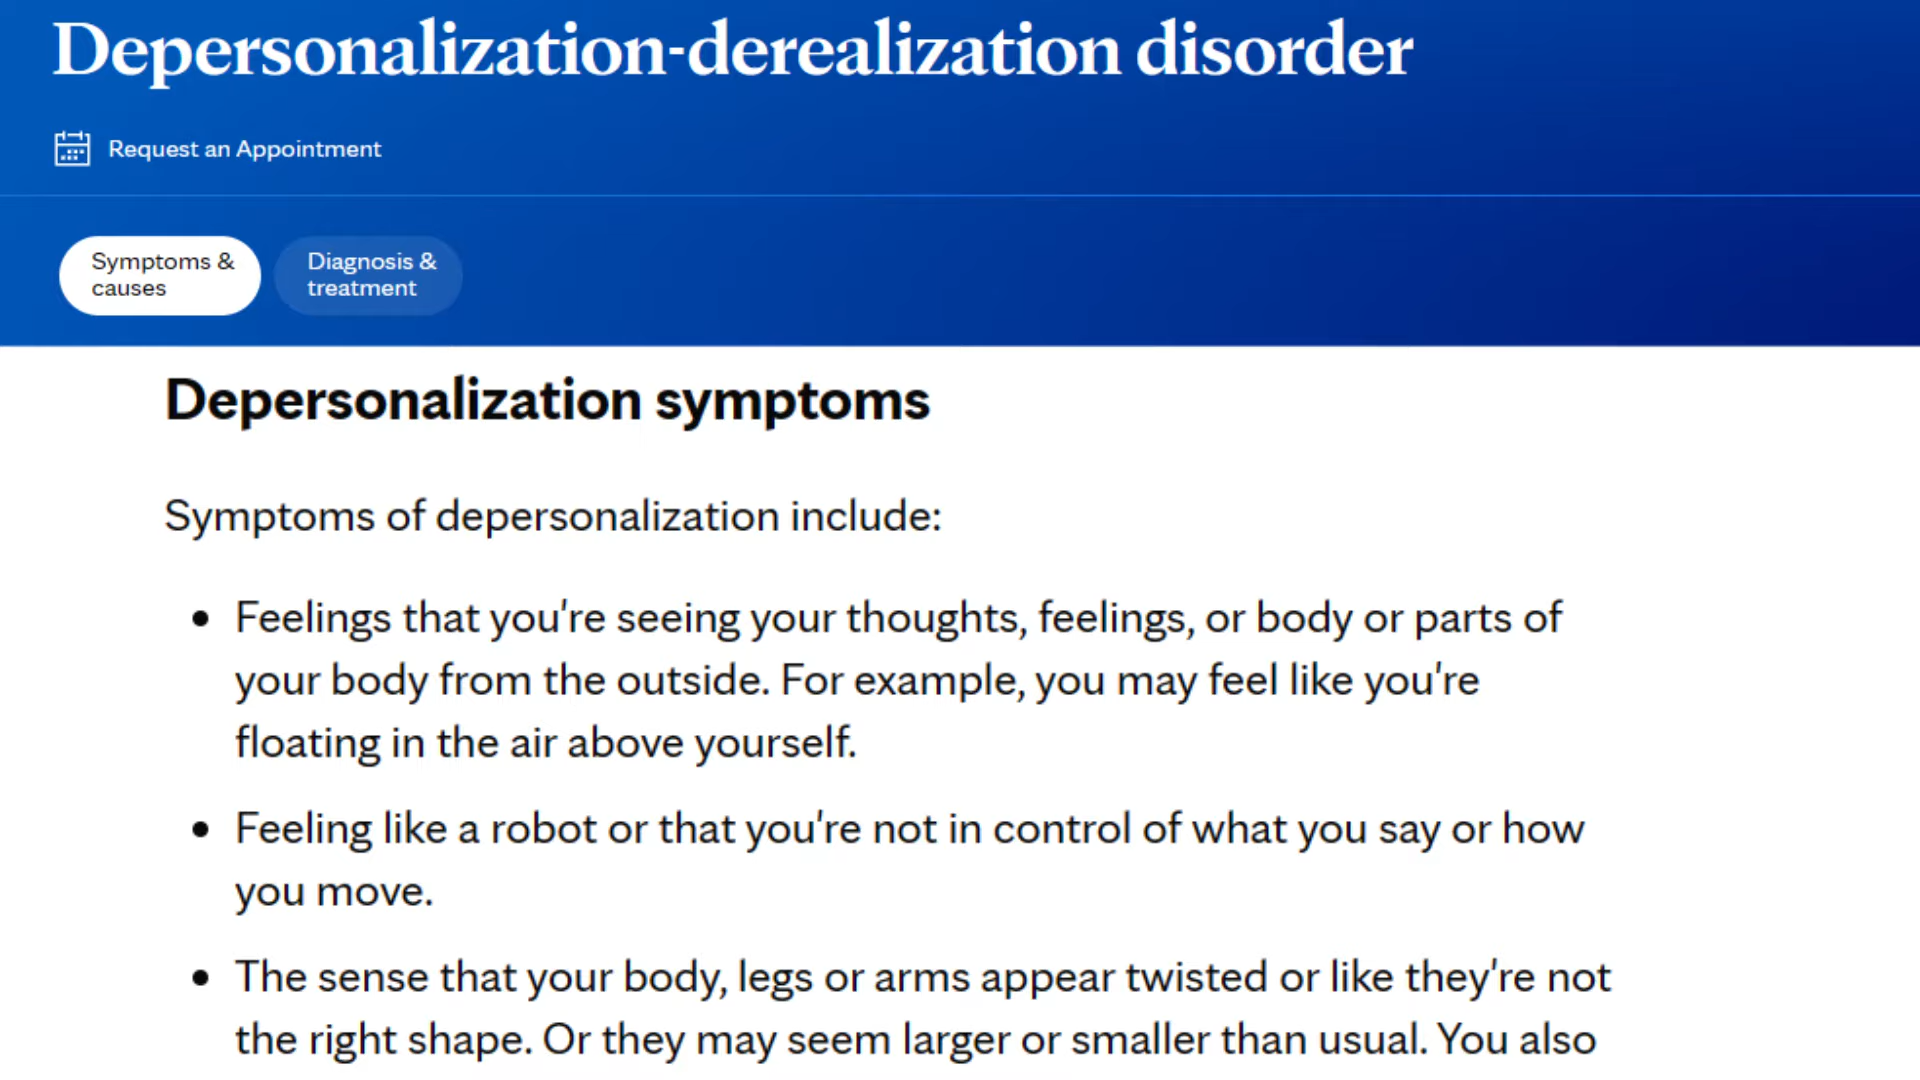 Depersonalization-derealization disorder
Request an Appointment
Symptoms &
causes
Diagnosis &
treatment
Depersonalization symptoms
Symptoms of depersonalization include:
• Feelings that you're seeing your thoughts, feelings, or body or parts of
your body from the outside. For example, you may feel like you're
floating in the air above yourself.
• Feeling like a robot or that you're not in control of what you say or how
you move.
• The sense that your body, legs or arms appear twisted or like they're not
the right shape. Or they may seem larger or smaller than usual. You also